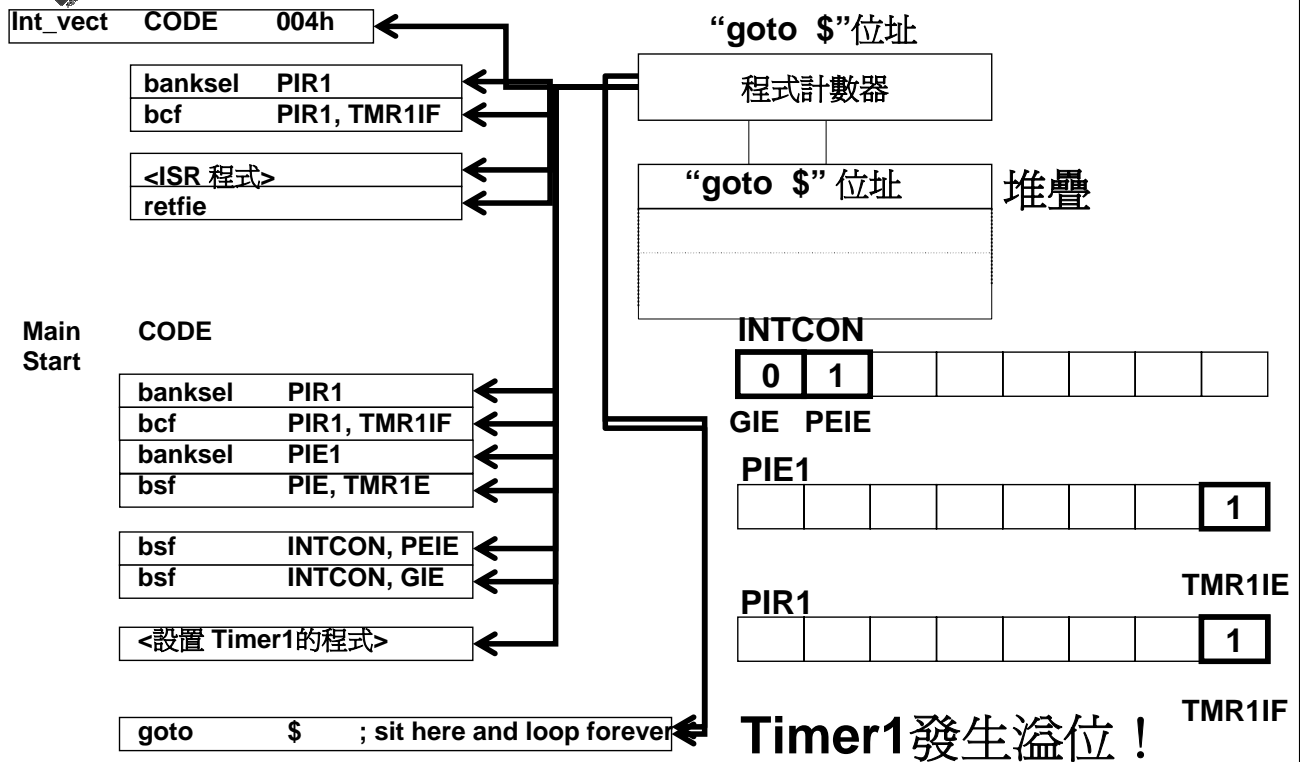 Int_vect CODE 004h
banksel PIR1
bcf PIR1, TMR1IF
<ISR 程式>
retfie
Main CODE
Start
banksel PIR1
bcf PIR1, TMR1IF
banksel PIE1
bsf PIE, TMR1E
bsf INTCON, PEIE
bsf INTCON, GIE
<設置 Timer1的程式>
goto $ ; sit here and loop forever
“goto $”位址
程式計數器
“goto $” 位址
堆疊
INTCON
0 1
GIE PEIE
PIE1
1
TMR1IE
PIR1
1
TMR1IF
Timer1發生溢位！